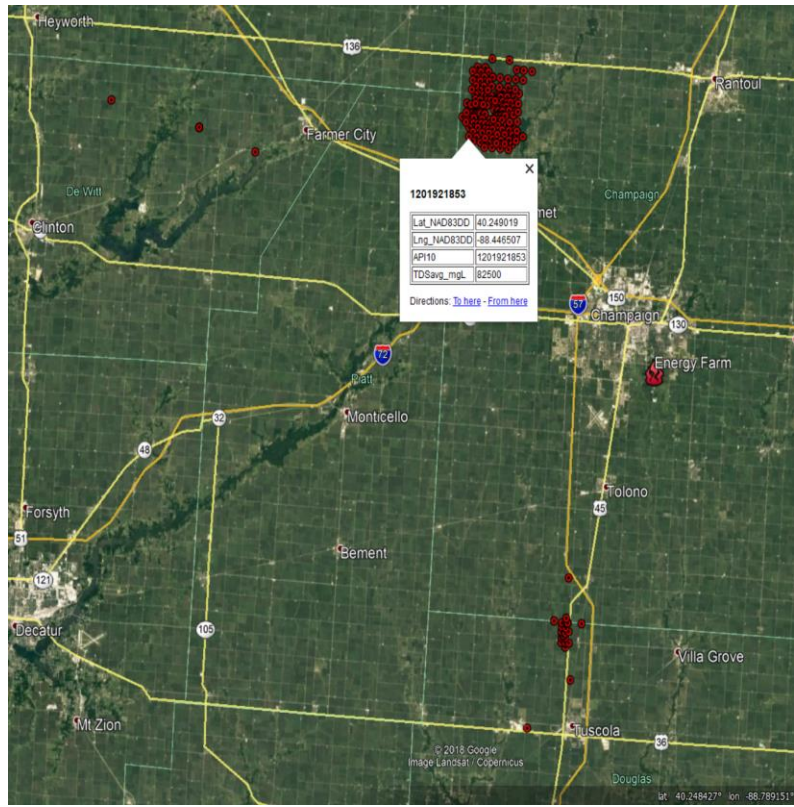 Heyworth
136
Rantoul
Farmer City
De Witt
Champaign
Clinton
1201921853
Lat_NAD83DD 40.249019
Lng_NAD83DD -88.446507
API10 1201921853
TDSavg_mgL 82500
Directions: To here - From here
met
57
150
Champaign
130
72
Energy Farm
Piatt
32
Monticello
48
Tolono
45
Forsyth
51
Bement
121
Decatur
105
Villa Grove
Mt Zion
Tuscola
36
© 2018 Google
Image Landsat / Copernicus
Douglas
lat 40.248427° lon -88.789151°